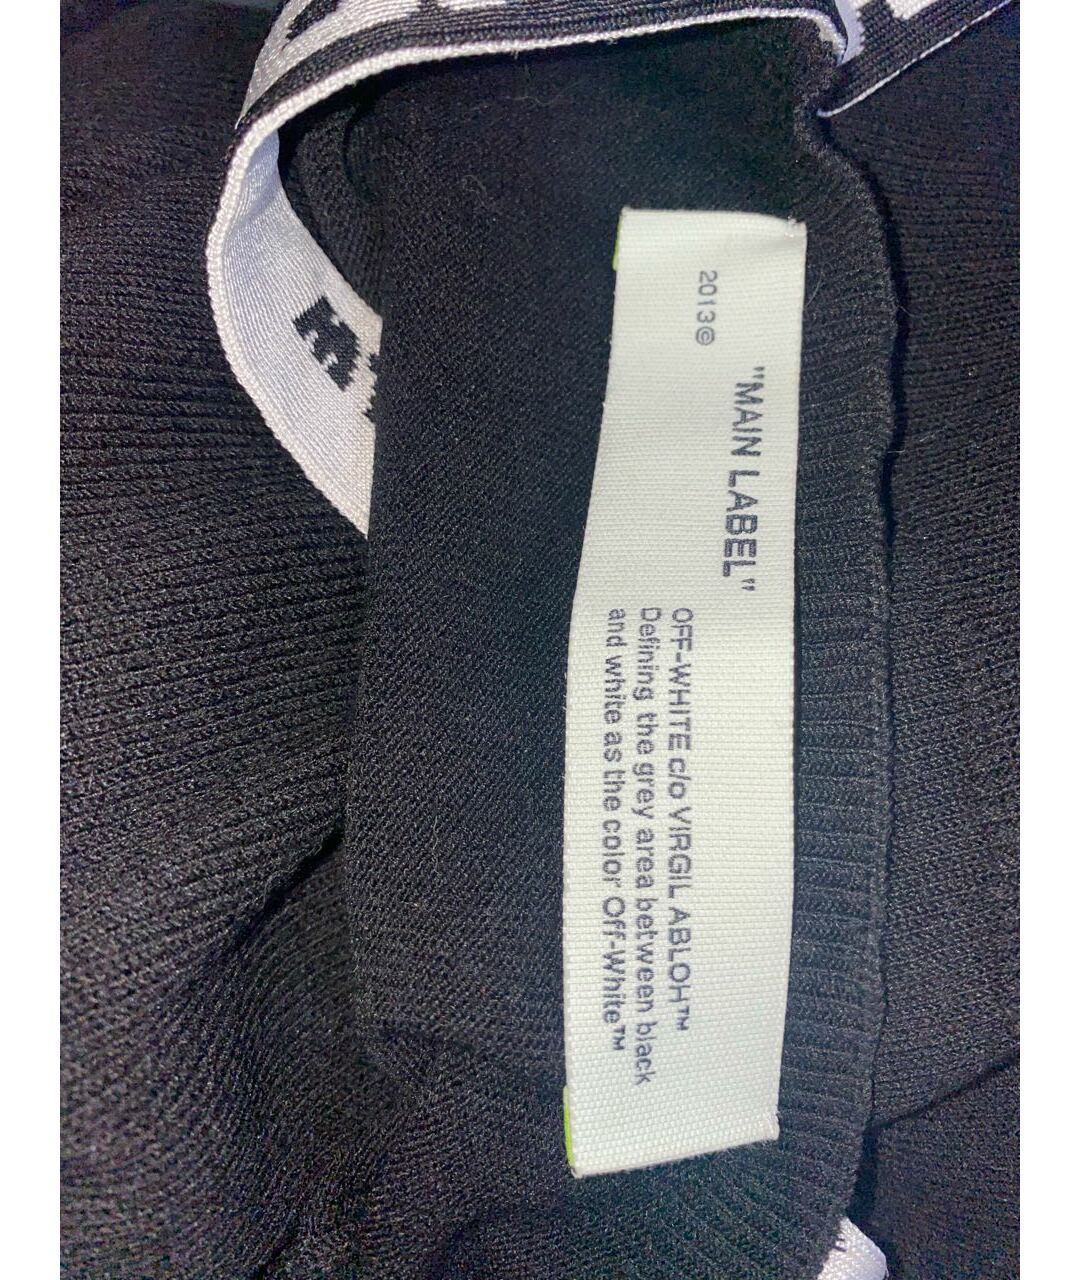 2013©
"MAIN LABEL"
OFF-WHITE c/o VIRGIL ABLOH™
Defining the grey area between black
and white as the color Off-White™